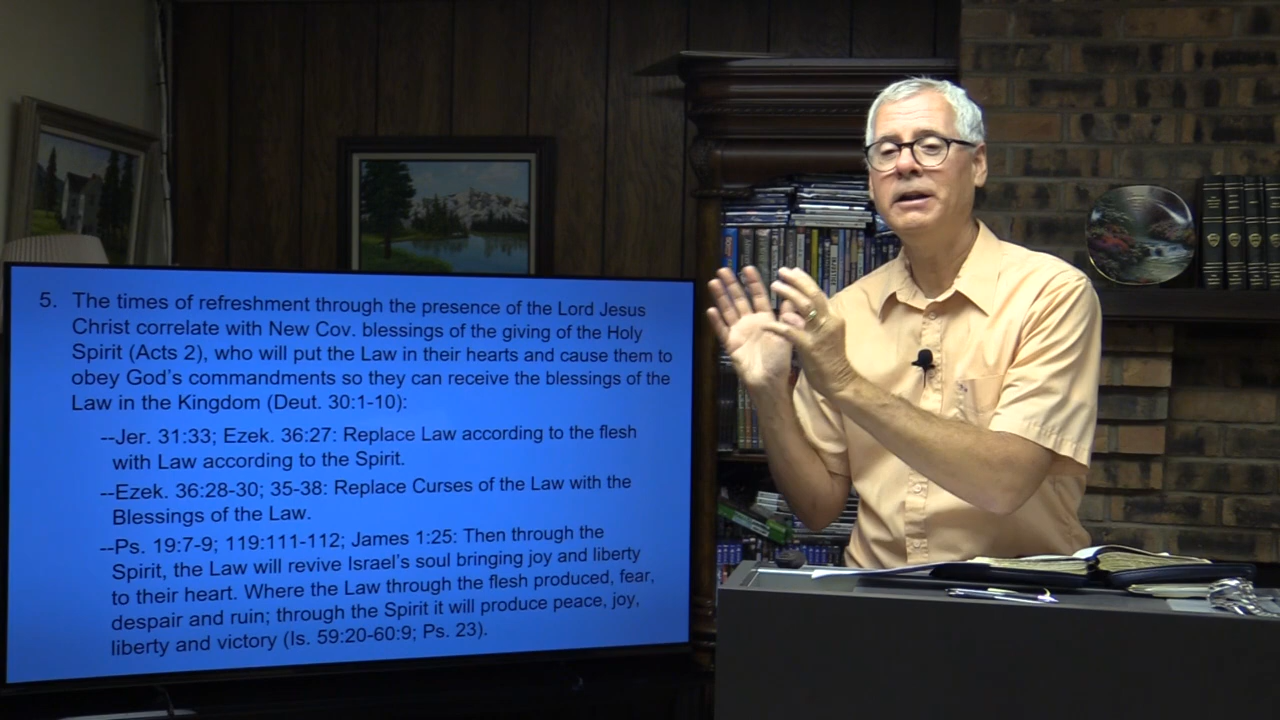 5. The times of refreshment through the presence of the Lord Jesus
Christ correlate with New Cov. blessings of the giving of the Holy
Spirit (Acts 2), who will put the Law in their hearts and cause them to
obey God's commandments so they can receive the blessings of the
Law in the Kingdom (Deut. 30:1-10):
--Jer. 31:33; Ezek. 36:27: Replace Law according to the flesh
with Law according to the Spirit.
--Ezek. 36:28-30; 35-38: Replace Curses of the Law with the
Blessings of the Law.
--Ps. 19:7-9; 119:111-112; James 1:25: Then through the
Spirit, the Law will revive Israel's soul bringing joy and liberty
to their heart. Where the Law through the flesh produced, fear,
despair and ruin; through the Spirit it will produce peace, joy,
liberty and victory (Is. 59:20-60:9; Ps. 23).